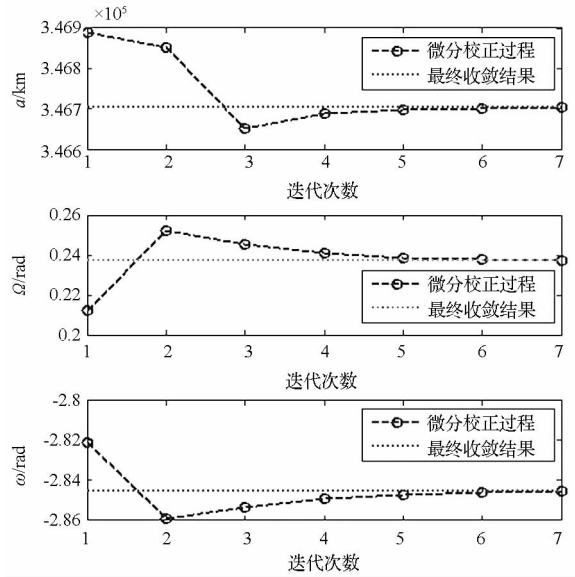 ×10⁵
3.469
3.468
3.467
3.466
a/km
微分校正过程
最终收敛结果
1 2 3 4 5 6 7
迭代次数
0.26
0.24
0.22
0.2
Ω/rad
微分校正过程
最终收敛结果
1 2 3 4 5 6 7
迭代次数
-2.8
-2.82
-2.84
-2.86
ω/rad
微分校正过程
最终收敛结果
1 2 3 4 5 6 7
迭代次数